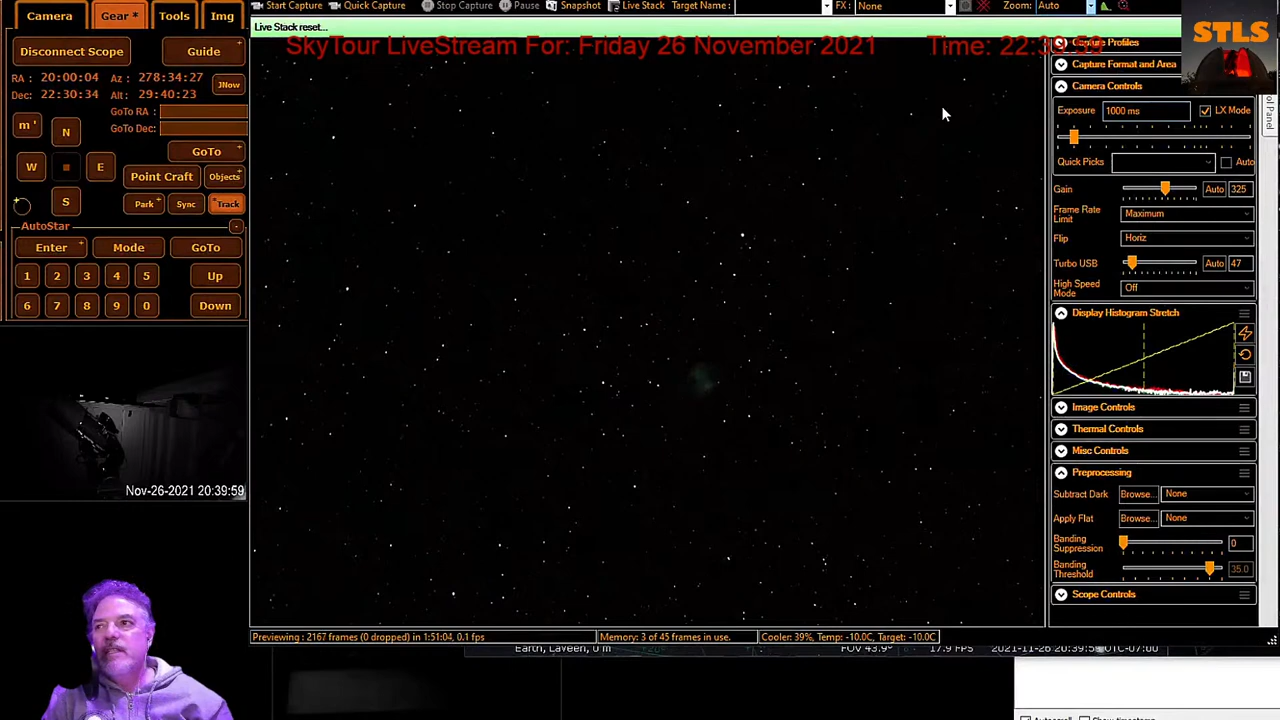 Camera Gear * Tools Img
Start Capture Quick Capture Stop Capture Pause Snapshot Live Stack Target Name : FX : None Zoom: Auto
Live Stack reset...
SkyTour LiveStream For: Friday 26 November 2021
STLS
Disconnect Scope Guide
RA : 20:00:04 Az : 278:34:27
Dec: 22:30:34 Alt : 29:40:23
JNow
GoTo RA :
GoTo Dec:
m ' N GoTo
W E Point Craft Objects
S Park Sync Track
AutoStar
Enter Mode GoTo
1 2 3 4 5 Up
6 7 8 9 0 Down
Nov-26-2021 20:39:59
Capture Profiles
Capture Format and Area
Camera Controls
Exposure 1000 ms LX Mode
Quick Picks Auto
Gain Auto 325
Frame Rate
Limit
Maximum
Flip Horiz
Turbo USB Auto 47
High Speed
Mode
Off
Display Histogram Stretch
Image Controls
Thermal Controls
Misc Controls
Preprocessing
Subtract Dark Browse... None
Apply Flat Browse... None
Banding
Suppression
0
Banding
Threshold
35.0
Scope Controls
Previewing : 2167 frames (0 dropped) in 1:51:04, 0.1 fps Memory: 3 of 45 frames in use. Cooler: 39%, Temp: -10.0C, Target: -10.0C
Earth, Laveen, 0 m FOV 43.9° 17.9 FPS